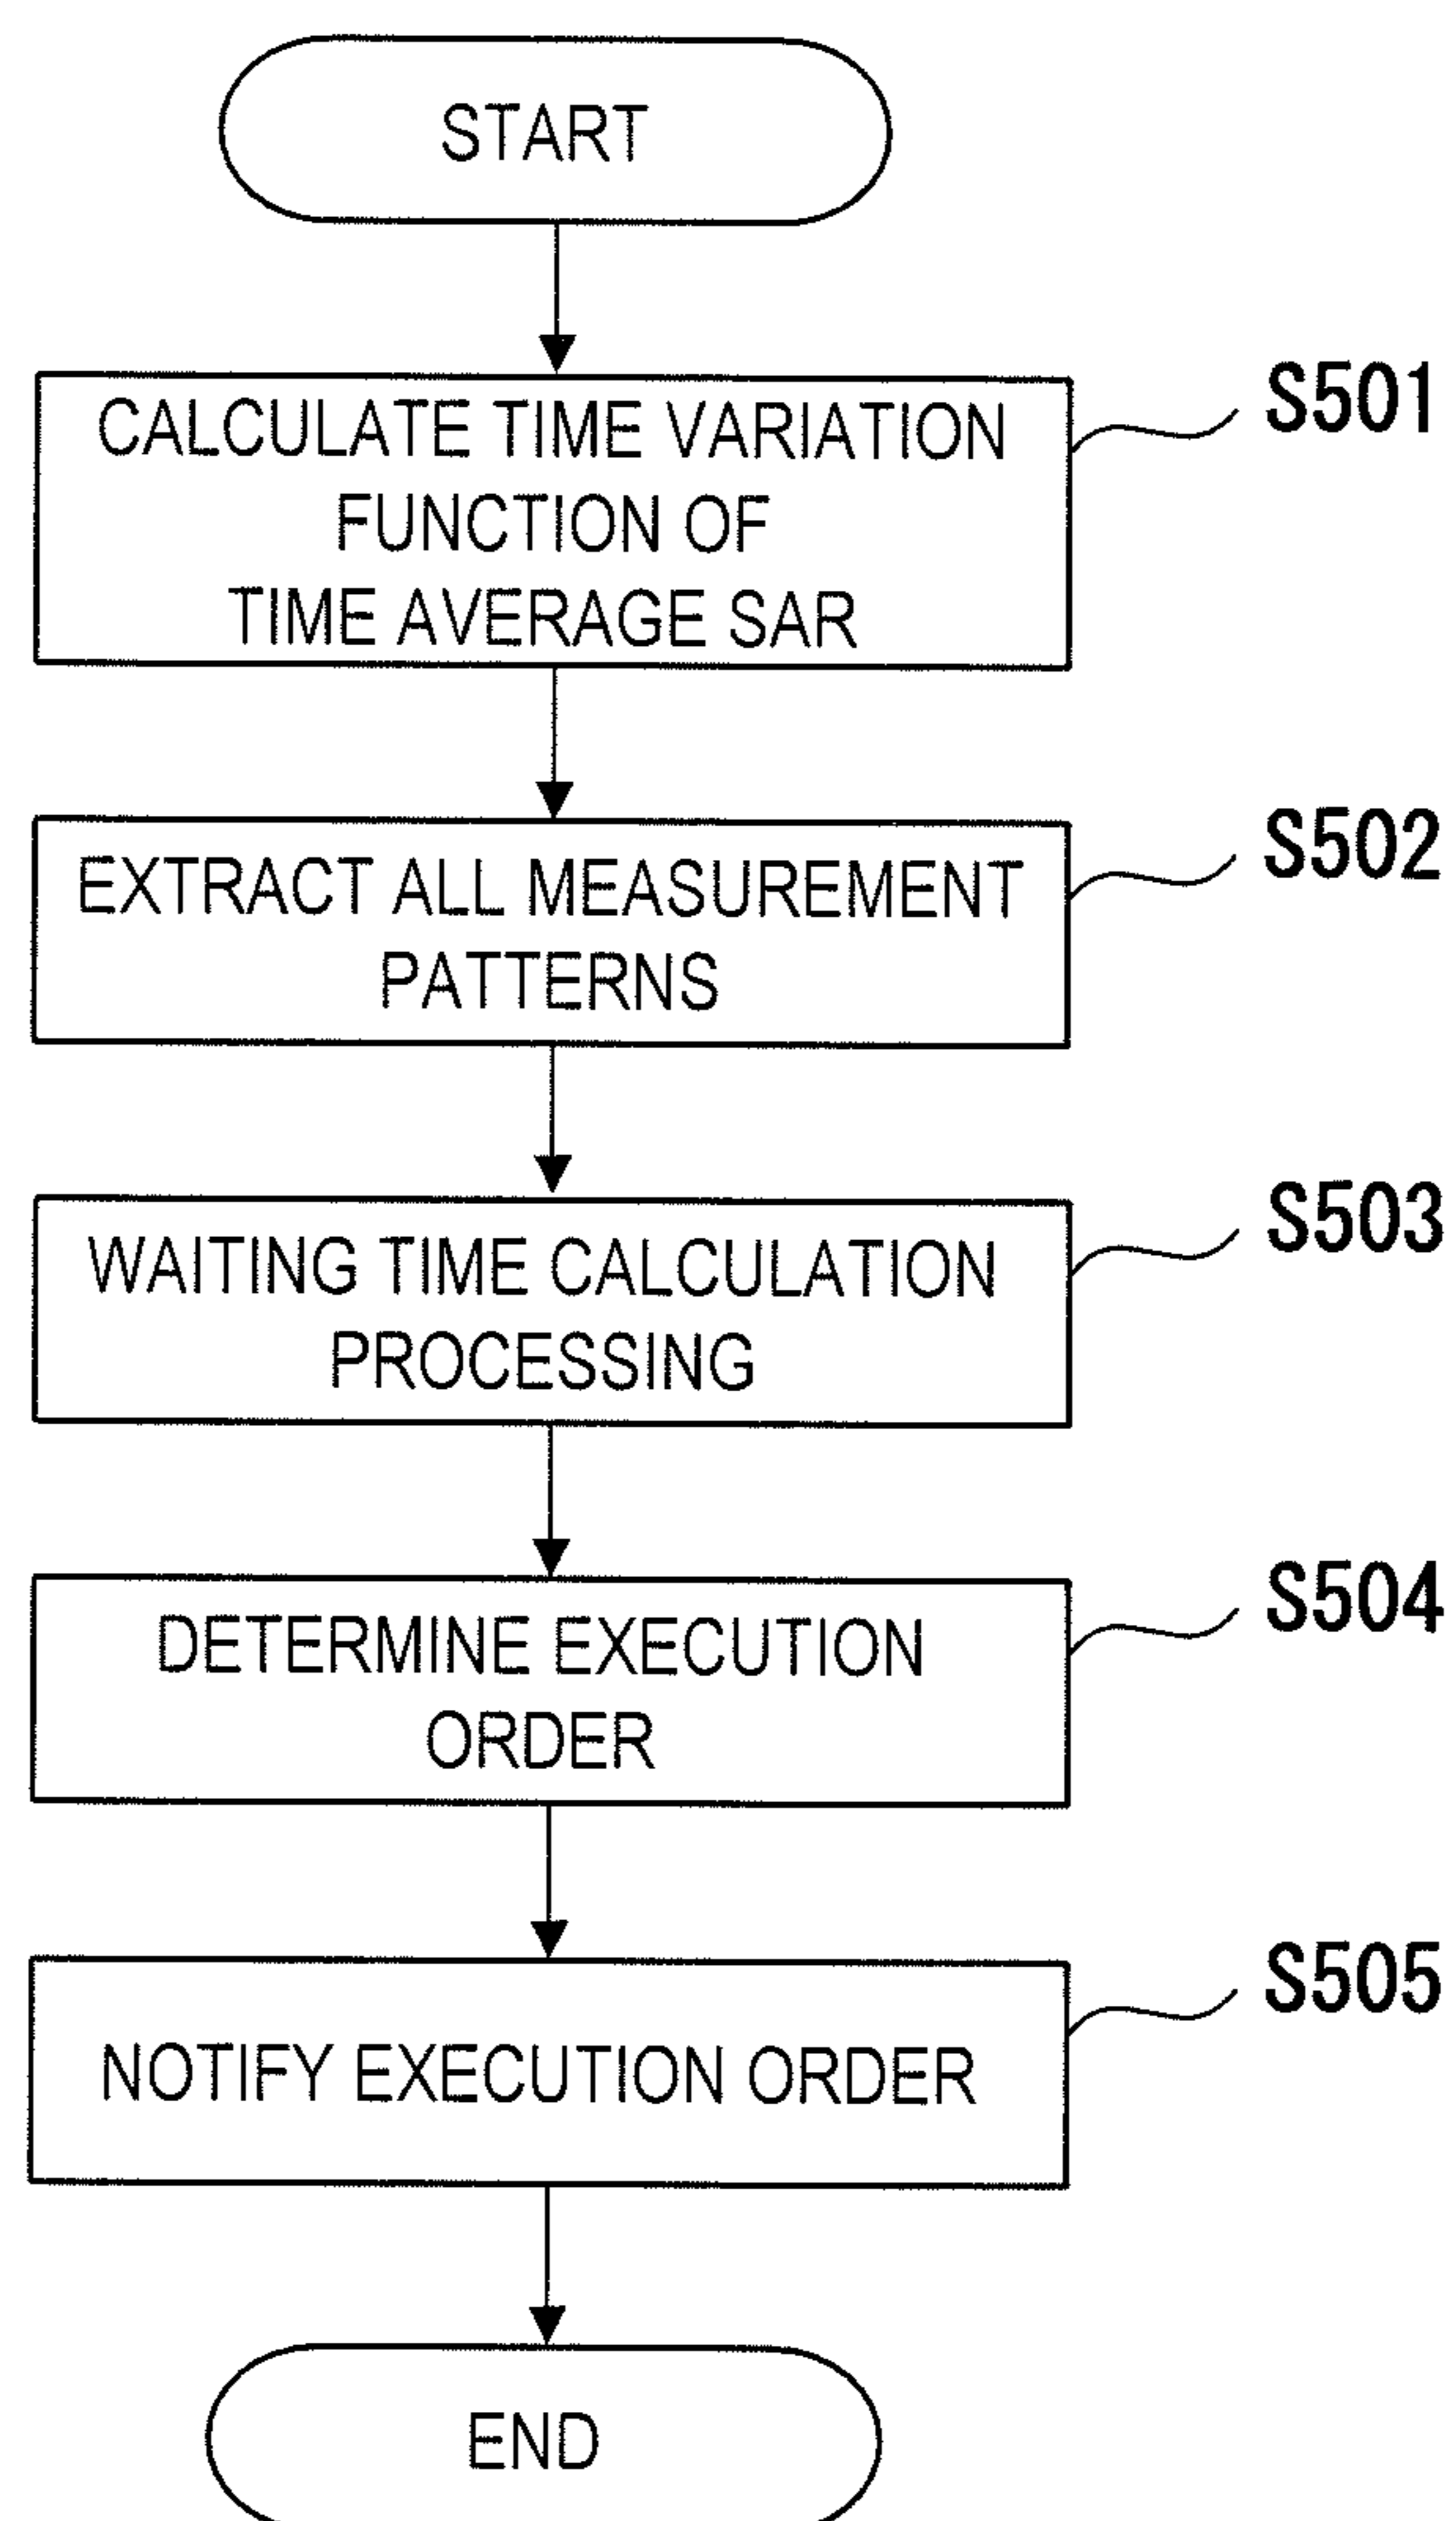 START
CALCULATE TIME VARIATION
FUNCTION OF
TIME AVERAGE SAR
S501
EXTRACT ALL MEASUREMENT
PATTERNS
S502
WAITING TIME CALCULATION
PROCESSING
S503
DETERMINE EXECUTION
ORDER
S504
NOTIFY EXECUTION ORDER
S505
END